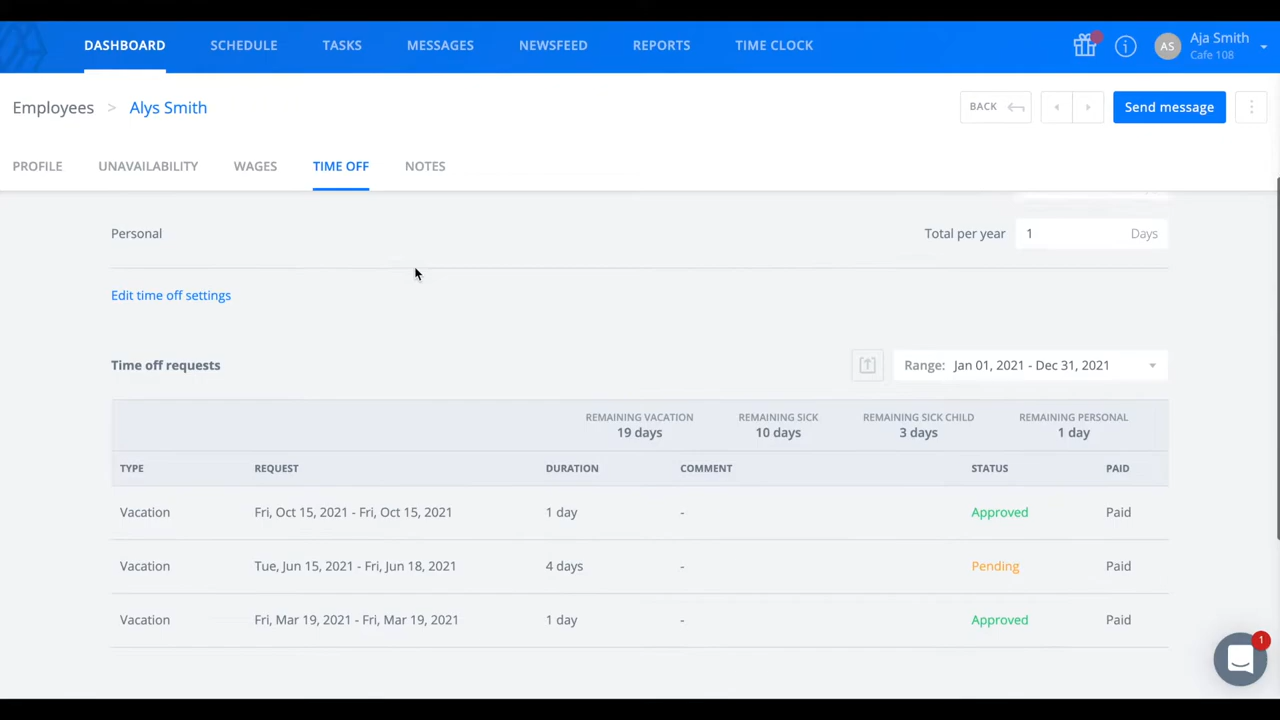 DASHBOARD SCHEDULE TASKS MESSAGES NEWSFEED REPORTS TIME CLOCK
AS Aja Smith
Cafe 108
Employees > Alys Smith
BACK Send message
PROFILE UNAVAILABILITY WAGES TIME OFF NOTES
Personal Total per year 1 Days
Edit time off settings
Time off requests Range: Jan 01, 2021 - Dec 31, 2021
REMAINING VACATION REMAINING SICK REMAINING SICK CHILD REMAINING PERSONAL
19 days 10 days 3 days 1 day
TYPE REQUEST DURATION COMMENT STATUS PAID
Vacation Fri, Oct 15, 2021 - Fri, Oct 15, 2021 1 day - Approved Paid
Vacation Tue, Jun 15, 2021 - Fri, Jun 18, 2021 4 days - Pending Paid
Vacation Fri, Mar 19, 2021 - Fri, Mar 19, 2021 1 day - Approved Paid
1